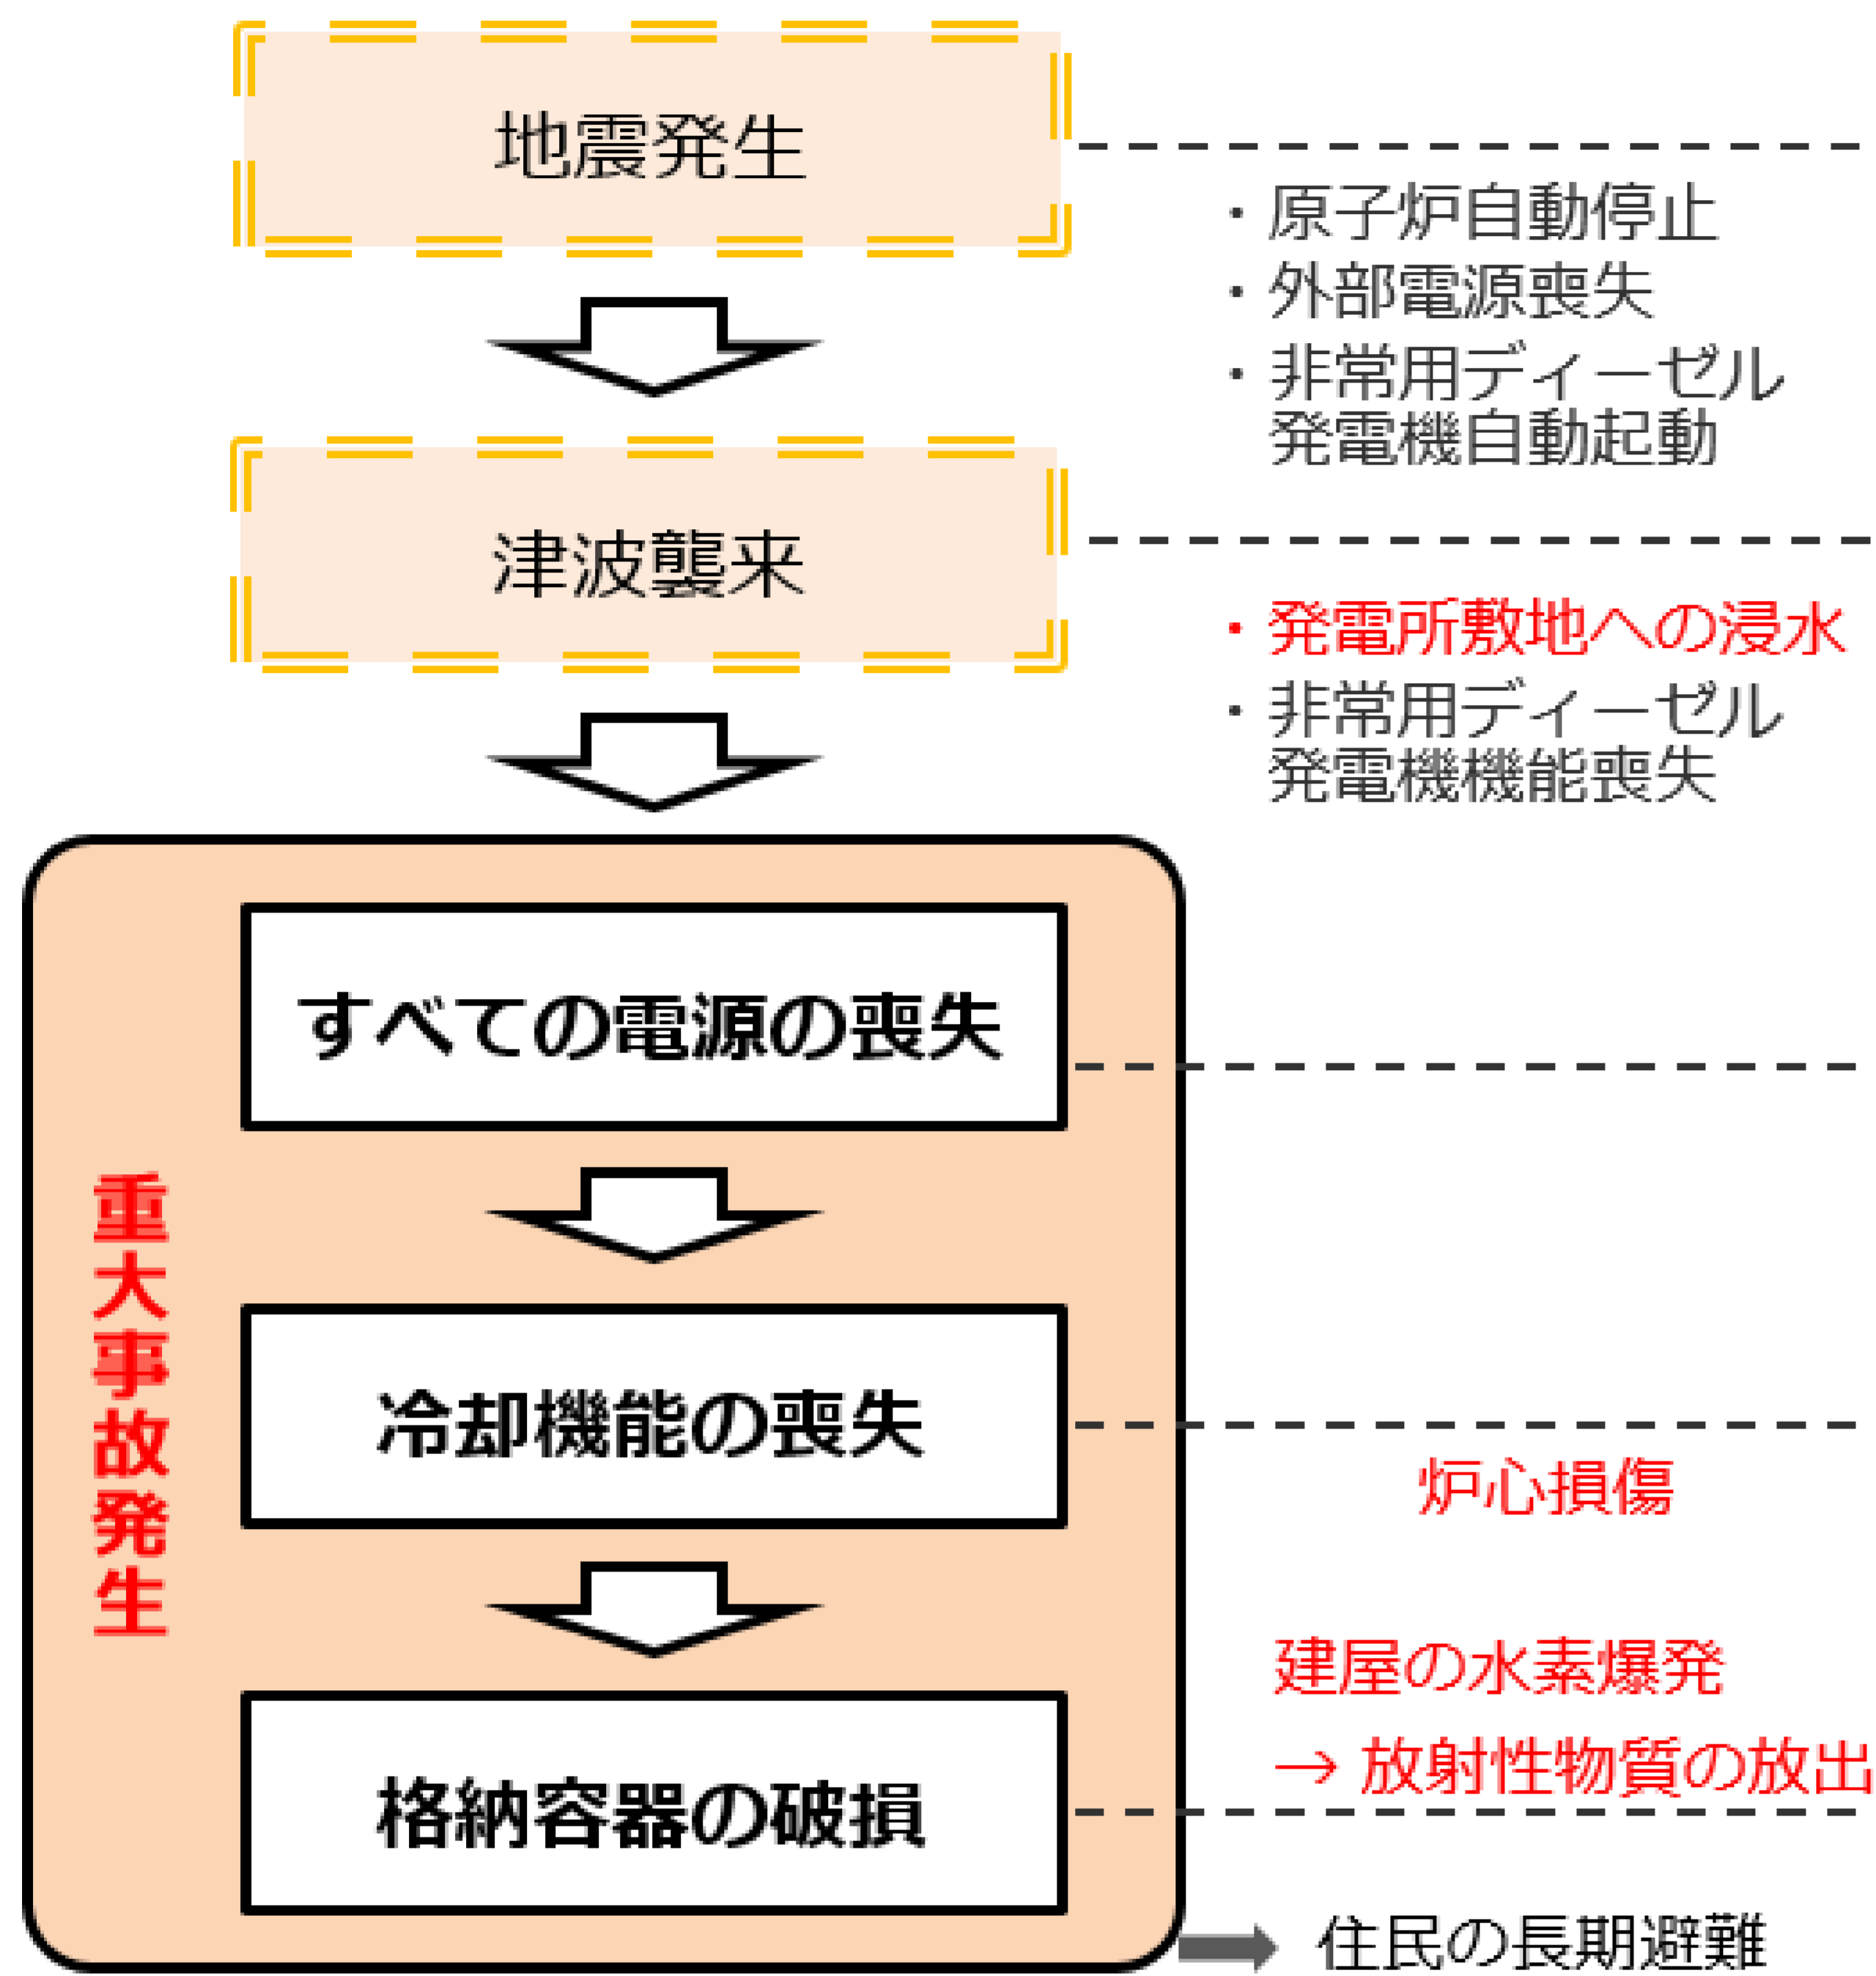 地震発生
・原子炉自動停止
・外部電源喪失
・非常用ディーゼル
発電機自動起動
津波襲来
・発電所敷地への浸水
・非常用ディーゼル
発電機機能喪失
重大事故発生
すべての電源の喪失
冷却機能の喪失
炉心損傷
建屋の水素爆発
→ 放射性物質の放出
格納容器の破損
住民の長期避難